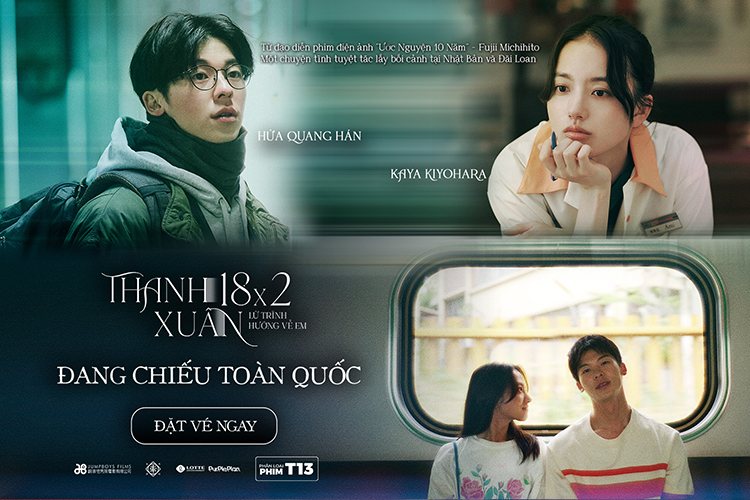 Từ đạo diễn phim điện ảnh "Ước Nguyện 10 Năm" - Fujii Michihito
Một chuyện tình tuyệt tác lấy bối cảnh tại Nhật Bản và Đài Loan
HỨA QUANG HÁN
KAYA KIYOHARA
THANH 18x2
XUÂN LỮ TRÌNH
HƯỚNG VỀ EM
ĐANG CHIẾU TOÀN QUỐC
ĐẶT VÉ NGAY
JUMPBOYS FILMS
LOTTE
PurplePlan
PHÂN LOẠI
PHIM T13